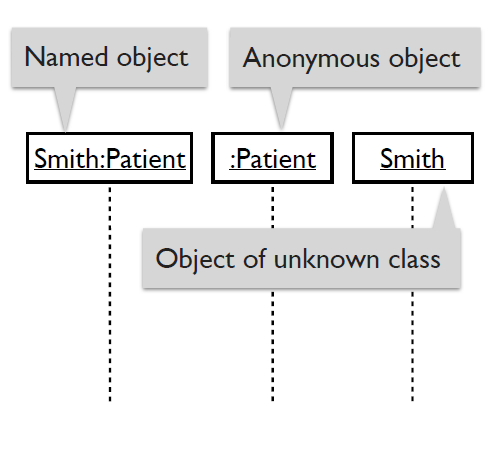 Named object
Anonymous object
Smith:Patient
:Patient
Smith
Object of unknown class